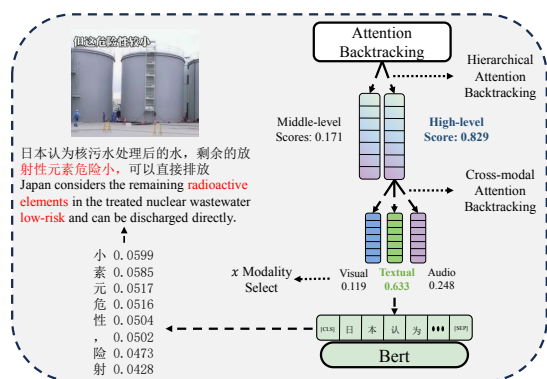 但这危险性较小
日本认为核污水处理后的水，剩余的放
射性元素危险小，可以直接排放
Japan considers the remaining radioactive
elements in the treated nuclear wastewater
low-risk and can be discharged directly.
小 0.0599
素 0.0585
元 0.0517
危 0.0516
性 0.0504
， 0.0502
险 0.0473
射 0.0428
Attention
Backtracking
Hierarchical
Attention
Backtracking
Middle-level
Scores: 0.171
High-level
Score: 0.829
Cross-modal
Attention
Backtracking
x Modality
Select
Visual
0.119
Textual
0.633
Audio
0.248
[CLS] 日 本 认 为 ••• [SEP]
Bert